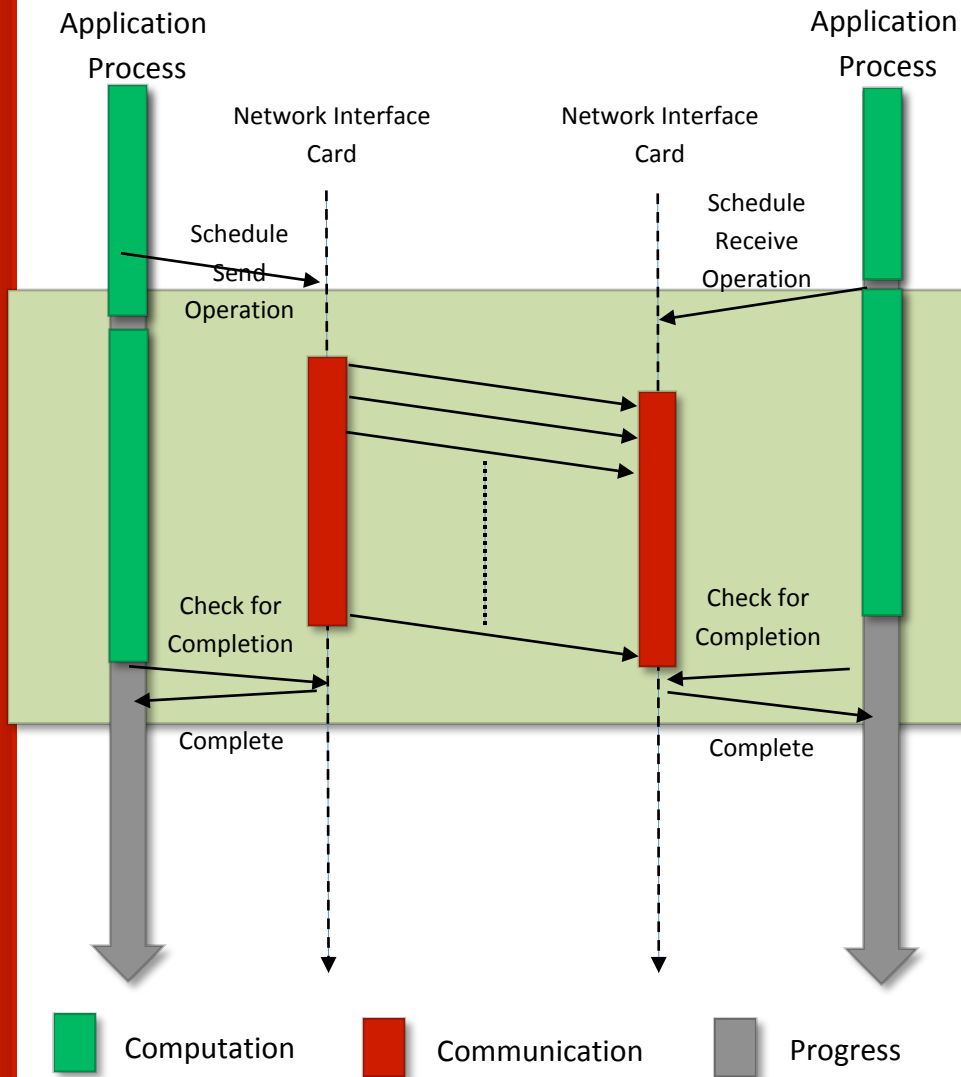 Application
Process
Application
Process
Network Interface
Card
Network Interface
Card
Schedule
Send
Operation
Schedule
Receive
Operation
Check for
Completion
Check for
Completion
Complete
Complete
Computation
Communication
Progress